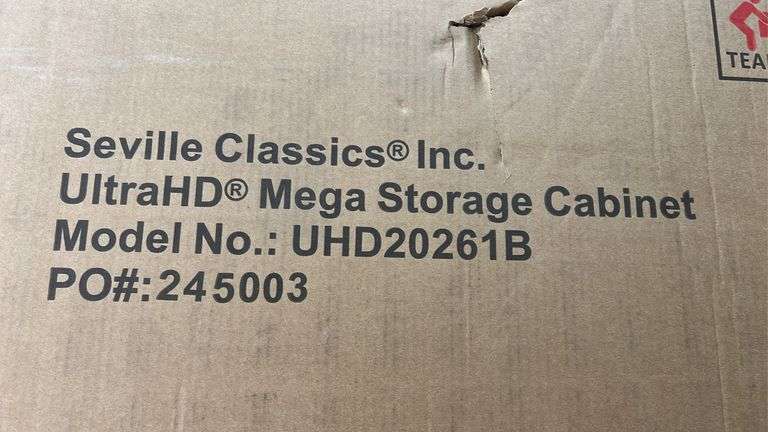 Seville Classics® Inc.
UltraHD® Mega Storage Cabinet
Model No.: UHD20261B
PO#:245003